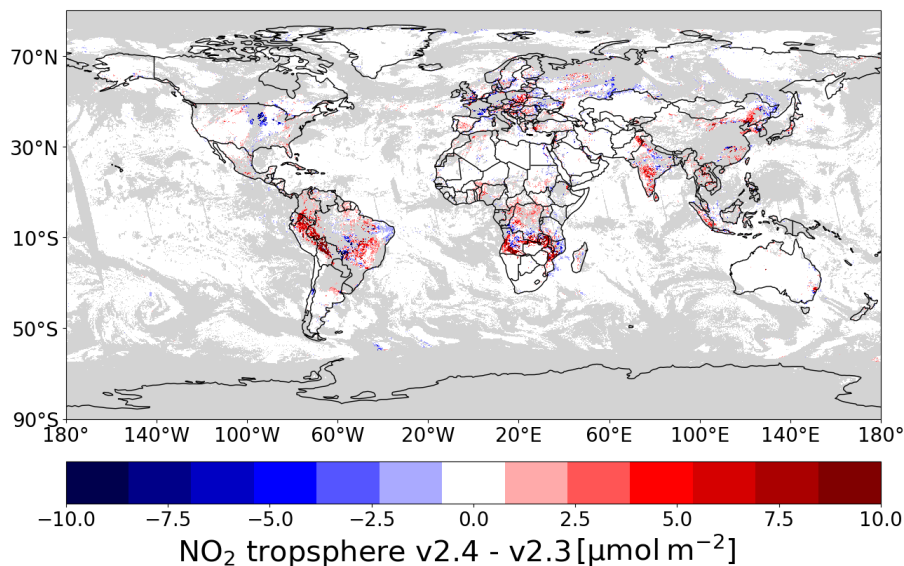 70°N
30°N
10°S
50°S
90°S
180° 140°W 100°W 60°W 20°W 20°E 60°E 100°E 140°E 180°
−10.0 −7.5 −5.0 −2.5 0.0 2.5 5.0 7.5 10.0
NO₂ tropsphere v2.4 - v2.3 [μmol m⁻²]